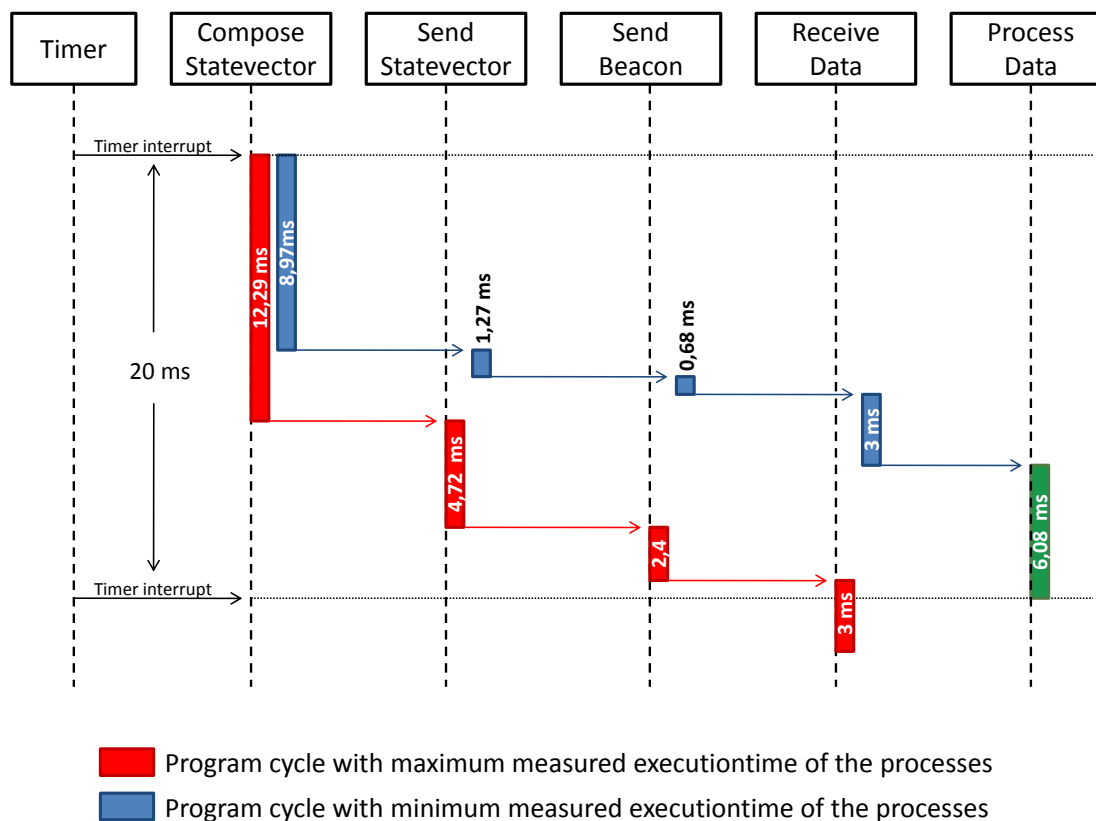 Timer
Compose
Statevector
Send
Statevector
Send
Beacon
Receive
Data
Process
Data
Timer interrupt
12,29 ms
8,97ms
1,27 ms
0,68 ms
3 ms
20 ms
4,72 ms
2,4
6,08 ms
Timer interrupt
3 ms
Program cycle with maximum measured executiontime of the processes
Program cycle with minimum measured executiontime of the processes